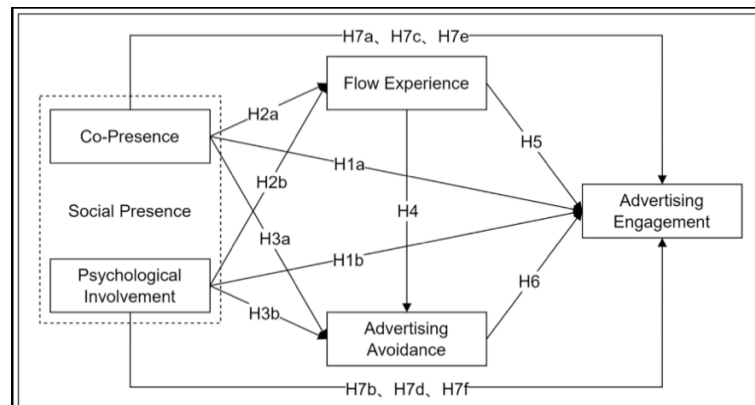 H7a、H7c、H7e
Flow Experience
H2a
Co-Presence
H5
H1a
H2b
Advertising
Engagement
Social Presence
H4
H3a
H1b
Psychological
Involvement
H6
H3b
Advertising
Avoidance
H7b、H7d、H7f